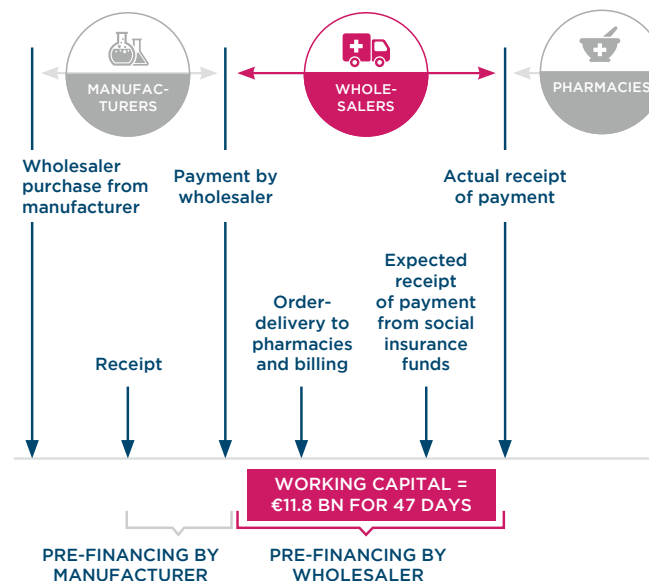 MANUFAC-
TURERS
WHOLE-
SALERS
PHARMACIES
Wholesaler
purchase from
manufacturer
Payment by
wholesaler
Actual receipt
of payment
Receipt
Order-
delivery to
pharmacies
and billing
Expected
receipt
of payment
from social
insurance
funds
WORKING CAPITAL =
€11.8 BN FOR 47 DAYS
PRE-FINANCING BY
MANUFACTURER
PRE-FINANCING BY
WHOLESALER